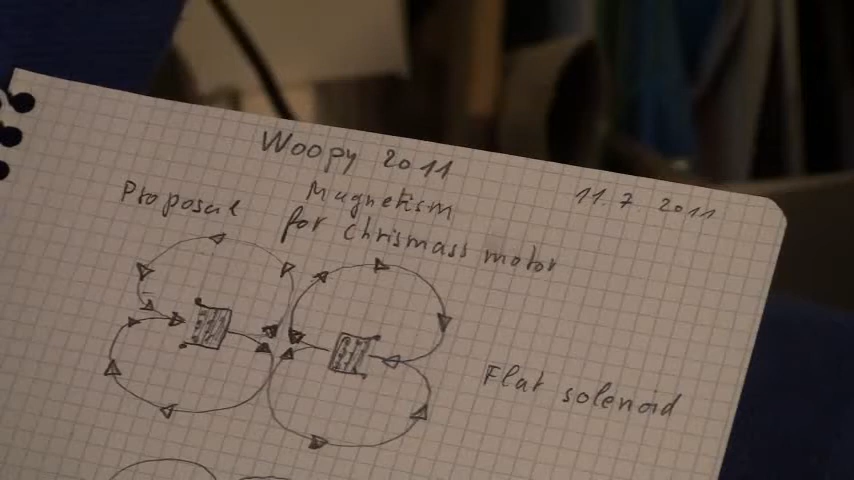 Woopy 2011
11.7.2011
Proposal Magnetism
for Chrismass motor
Flat solenoid